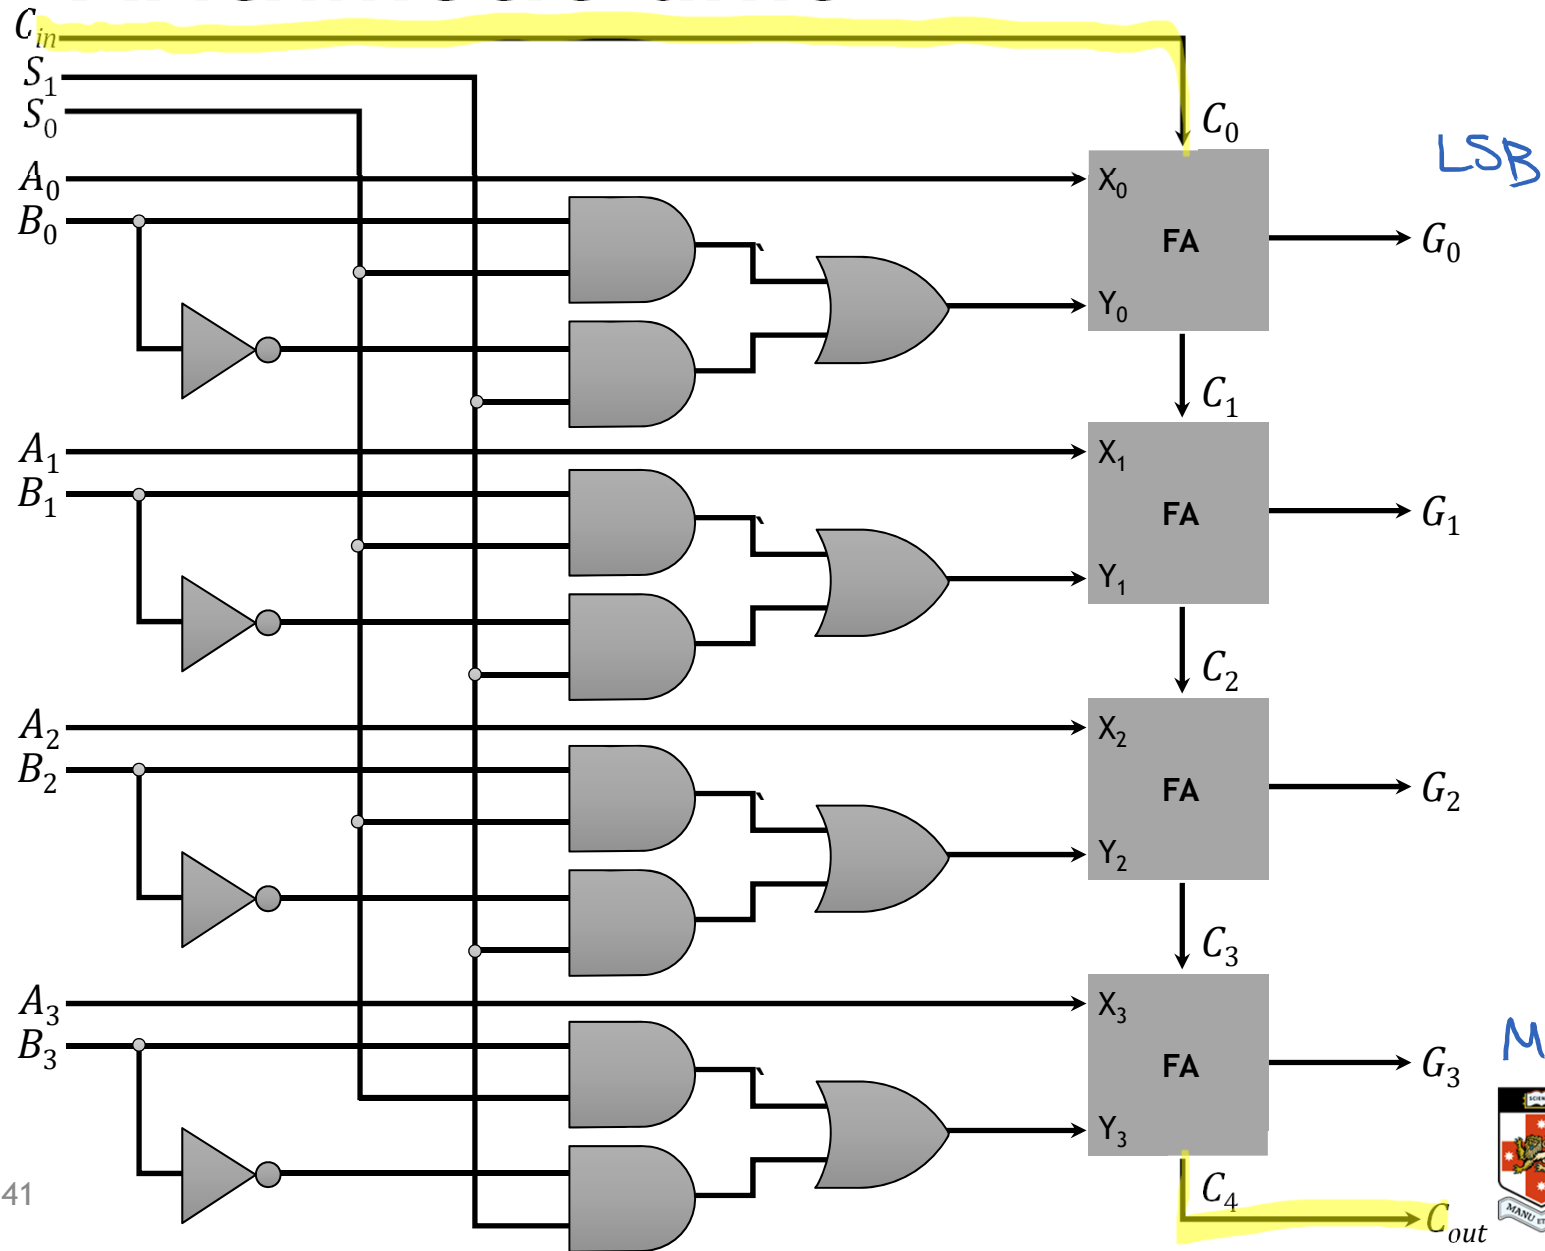 C_in
S_1
S_0
C_0
LSB
A_0
X_0
B_0
FA
G_0
Y_0
C_1
A_1
X_1
B_1
FA
G_1
Y_1
C_2
A_2
X_2
B_2
FA
G_2
Y_2
C_3
A_3
X_3
B_3
M
FA
G_3
Y_3
41
C_4
C_out